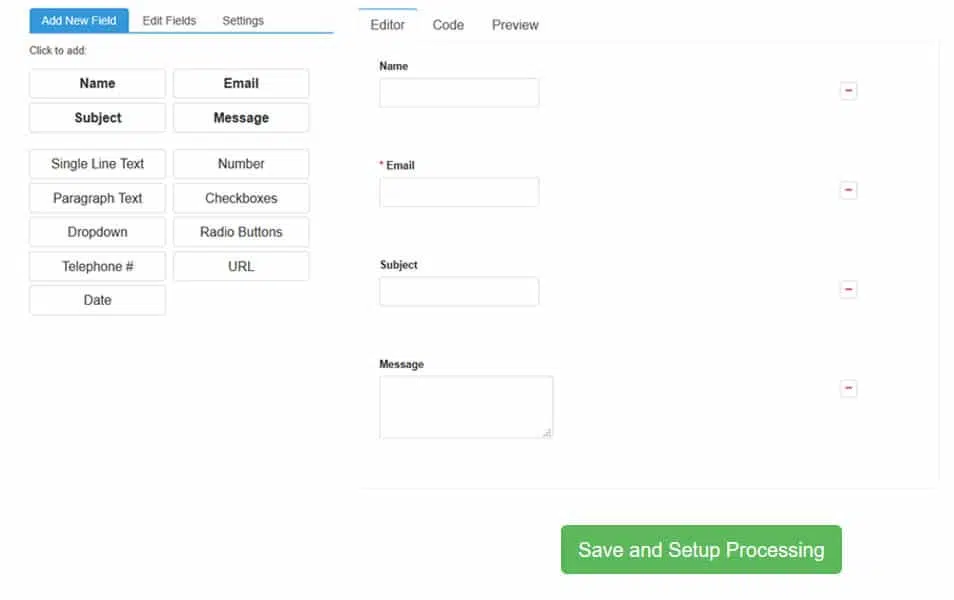 Add New Field Edit Fields Settings
Click to add:
Name Email
Subject Message
Single Line Text Number
Paragraph Text Checkboxes
Dropdown Radio Buttons
Telephone # URL
Date
Editor Code Preview
Name
* Email
Subject
Message
Save and Setup Processing